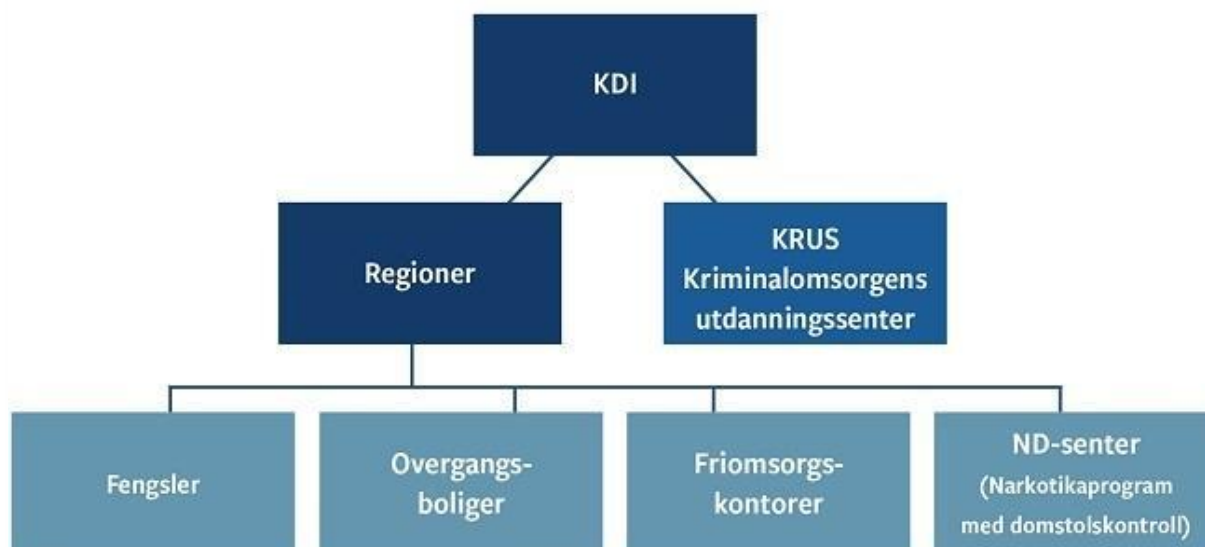 KDI
Regioner
KRUS
Kriminalomsorgens
utdanningssenter
Fengsler
Overgangs-
boliger
Friomsorgs-
kontorer
ND-senter
(Narkotikaprogram
med domstolskontroll)